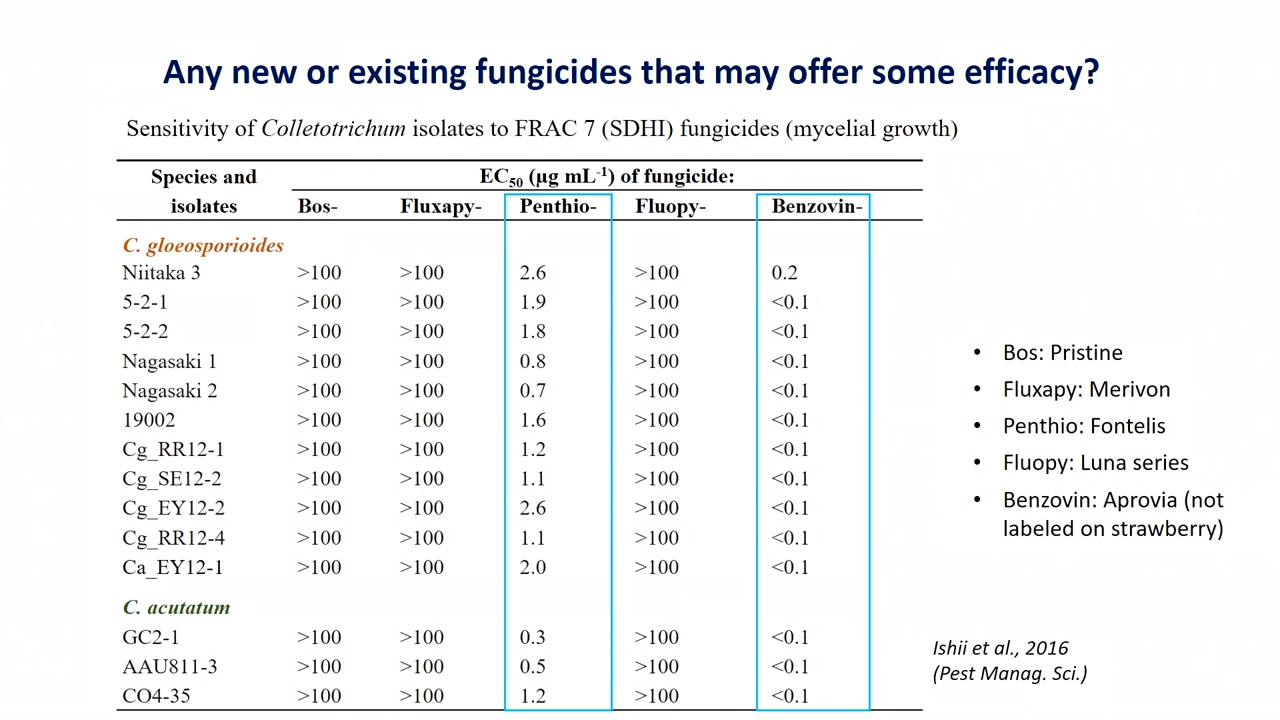 Any new or existing fungicides that may offer some efficacy?
Sensitivity of Colletotrichum isolates to FRAC 7 (SDHI) fungicides (mycelial growth)
Species and isolates
EC50 (µg mL-1) of fungicide:
Bos- Fluxapy- Penthio- Fluopy- Benzovin-
C. gloeosporioides
Niitaka 3 >100 >100 2.6 >100 0.2
5-2-1 >100 >100 1.9 >100 <0.1
5-2-2 >100 >100 1.8 >100 <0.1
Nagasaki 1 >100 >100 0.8 >100 <0.1
Nagasaki 2 >100 >100 0.7 >100 <0.1
19002 >100 >100 1.6 >100 <0.1
Cg_RR12-1 >100 >100 1.2 >100 <0.1
Cg_SE12-2 >100 >100 1.1 >100 <0.1
Cg_EY12-2 >100 >100 2.6 >100 <0.1
Cg_RR12-4 >100 >100 1.1 >100 <0.1
Ca_EY12-1 >100 >100 2.0 >100 <0.1
C. acutatum
GC2-1 >100 >100 0.3 >100 <0.1
AAU811-3 >100 >100 0.5 >100 <0.1
CO4-35 >100 >100 1.2 >100 <0.1
• Bos: Pristine
• Fluxapy: Merivon
• Penthio: Fontelis
• Fluopy: Luna series
• Benzovin: Aprovia (not
labeled on strawberry)
Ishii et al., 2016
(Pest Manag. Sci.)